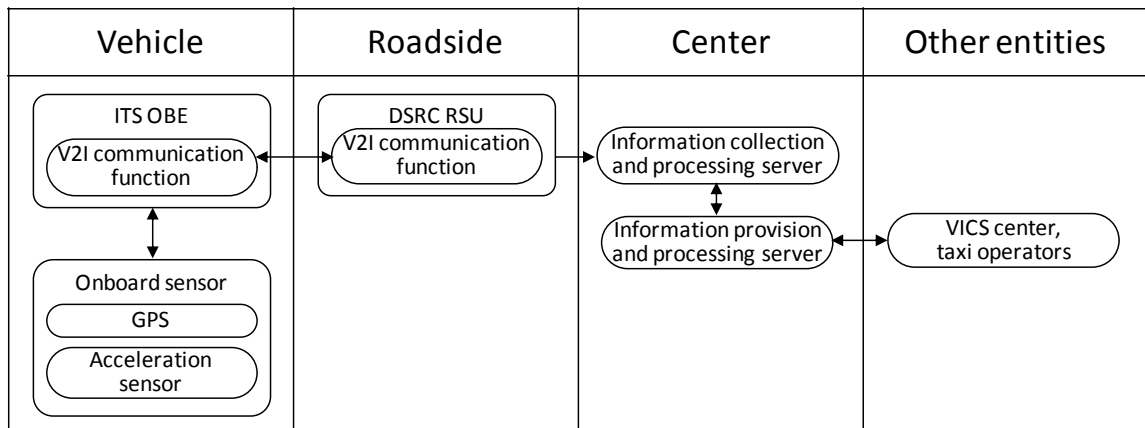 Vehicle
Roadside
Center
Other entities
ITS OBE
V2I communication
function
Onboard sensor
GPS
Acceleration
sensor
DSRC RSU
V2I communication
function
Information collection
and processing server
Information provision
and processing server
VICS center,
taxi operators